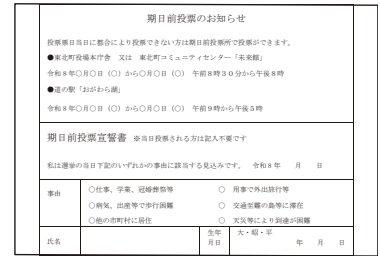 期日前投票のお知らせ
投票票日当日に都合により投票できない方は期日前投票所で投票ができます。
●東北町役場本庁舎　又は　東北町コミュニティセンター「未来館」
令和８年○月○日（○）から○月○日（○）　午前８時３０分から午後８時
●道の駅「おがわら湖」
令和８年○月○日（○）から○月○日（○）　午前９時から午後５時
期日前投票宣誓書　※当日投票される方は記入不要です
私は選挙の当日下記のいずれかの事由に該当する見込みです。　令和８年　　月　　日
事由　○仕事、学業、冠婚葬祭等　○　用事で外出旅行等
○病気、出産等で歩行困難　○　交通至難の島等に滞在
○他の市町村に居住　○　天災等により到達が困難
氏名　生年月日　大・昭・平　　年　　月　　日